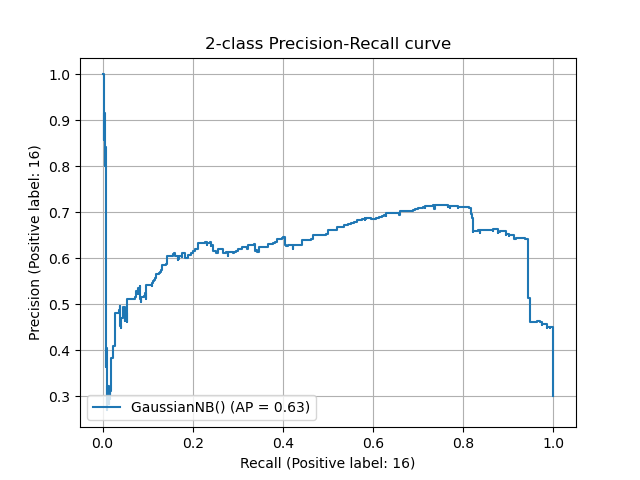 2-class Precision-Recall curve
Precision (Positive label: 16)
1.0
0.9
0.8
0.7
0.6
0.5
0.4
0.3
GaussianNB() (AP = 0.63)
0.0 0.2 0.4 0.6 0.8 1.0
Recall (Positive label: 16)